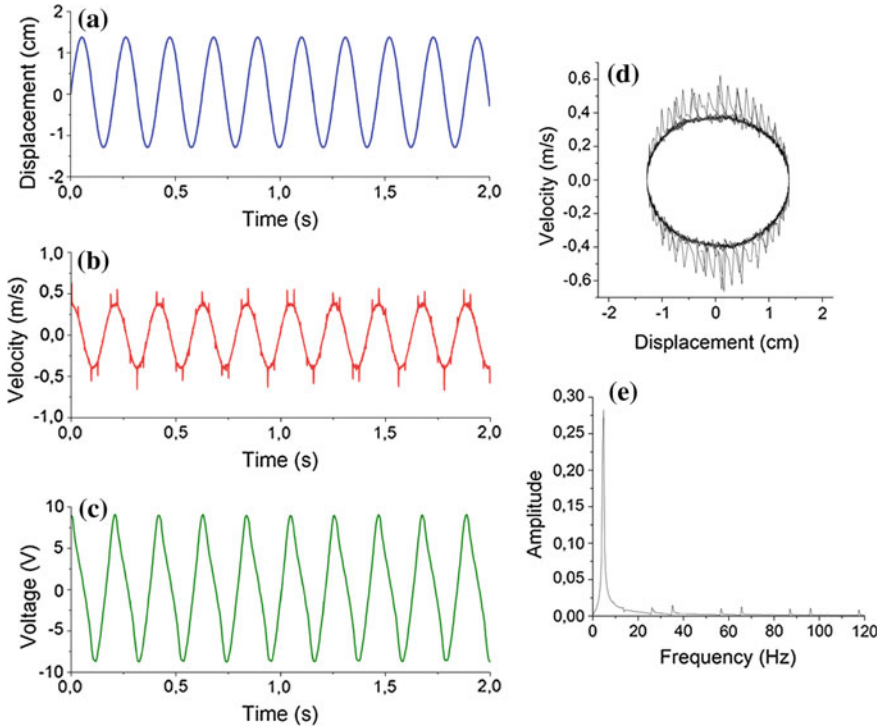 (a)
2
1
0
-1
-2
Displacement (cm)
0,0 0,5 1,0 1,5 2,0
Time (s)
(b)
1,0
0,5
0,0
-0,5
-1,0
Velocity (m/s)
0,0 0,5 1,0 1,5 2,0
Time (s)
(c)
10
5
0
-5
-10
Voltage (V)
0,0 0,5 1,0 1,5 2,0
Time (s)
(d)
0,6
0,4
0,2
0,0
-0,2
-0,4
-0,6
Velocity (m/s)
-2 -1 0 1 2
Displacement (cm)
(e)
0,30
0,25
0,20
0,15
0,10
0,05
0,00
Amplitude
0 20 40 60 80 100 120
Frequency (Hz)